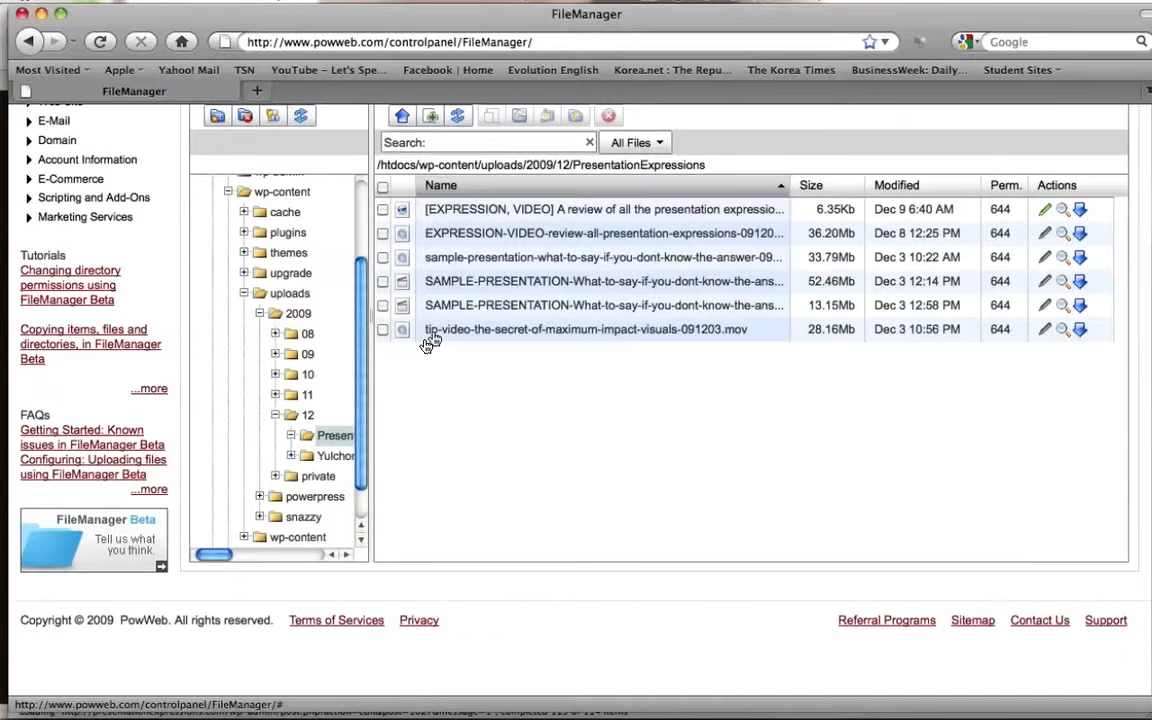 FileManager
http://www.powweb.com/controlpanel/FileManager/
Google
Most Visited
Apple
Yahoo! Mail
TSN
YouTube – Let's Spe...
Facebook | Home
Evolution English
Korea.net : The Repu...
The Korea Times
BusinessWeek: Daily...
Student Sites
FileManager
E-Mail
Domain
Account Information
E-Commerce
Scripting and Add-Ons
Marketing Services
Tutorials
Changing directory
permissions using
FileManager Beta
Copying items, files and
directories, in FileManager
Beta
...more
FAQs
Getting Started: Known
issues in FileManager Beta
Configuring: Uploading files
using FileManager Beta
...more
FileManager Beta
Tell us what
you think.
wp-content
cache
plugins
themes
upgrade
uploads
2009
08
09
10
11
12
Presen
Yulchor
private
powerpress
snazzy
wp-content
Search:
All Files
/htdocs/wp-content/uploads/2009/12/PresentationExpressions
Name Size Modified Perm. Actions
[EXPRESSION, VIDEO] A review of all the presentation expressio... 6.35Kb Dec 9 6:40 AM 644
EXPRESSION-VIDEO-review-all-presentation-expressions-09120... 36.20Mb Dec 8 12:25 PM 644
sample-presentation-what-to-say-if-you-dont-know-the-answer-09... 33.79Mb Dec 3 10:22 AM 644
SAMPLE-PRESENTATION-What-to-say-if-you-dont-know-the-ans... 52.46Mb Dec 3 12:14 PM 644
SAMPLE-PRESENTATION-What-to-say-if-you-dont-know-the-ans... 13.15Mb Dec 3 12:58 PM 644
tip-video-the-secret-of-maximum-impact-visuals-091203.mov 28.16Mb Dec 3 10:56 PM 644
Copyright © 2009 PowWeb. All rights reserved. Terms of Services Privacy
Referral Programs Sitemap Contact Us Support
http://www.powweb.com/controlpanel/FileManager/#